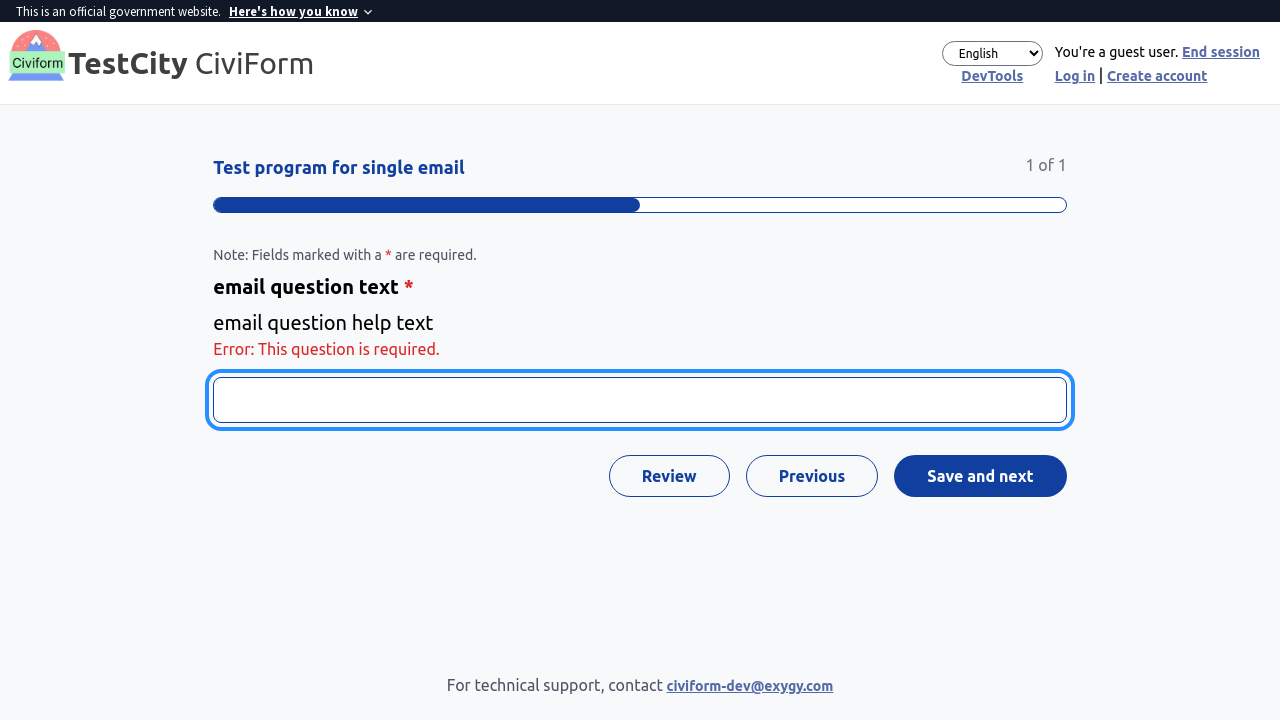 This is an official government website. Here's how you know
Civiform
TestCity CiviForm
English
You're a guest user. End session
DevTools
Log in | Create account
Test program for single email
1 of 1
Note: Fields marked with a * are required.
email question text *
email question help text
Error: This question is required.
Review
Previous
Save and next
For technical support, contact civiform-dev@exygy.com